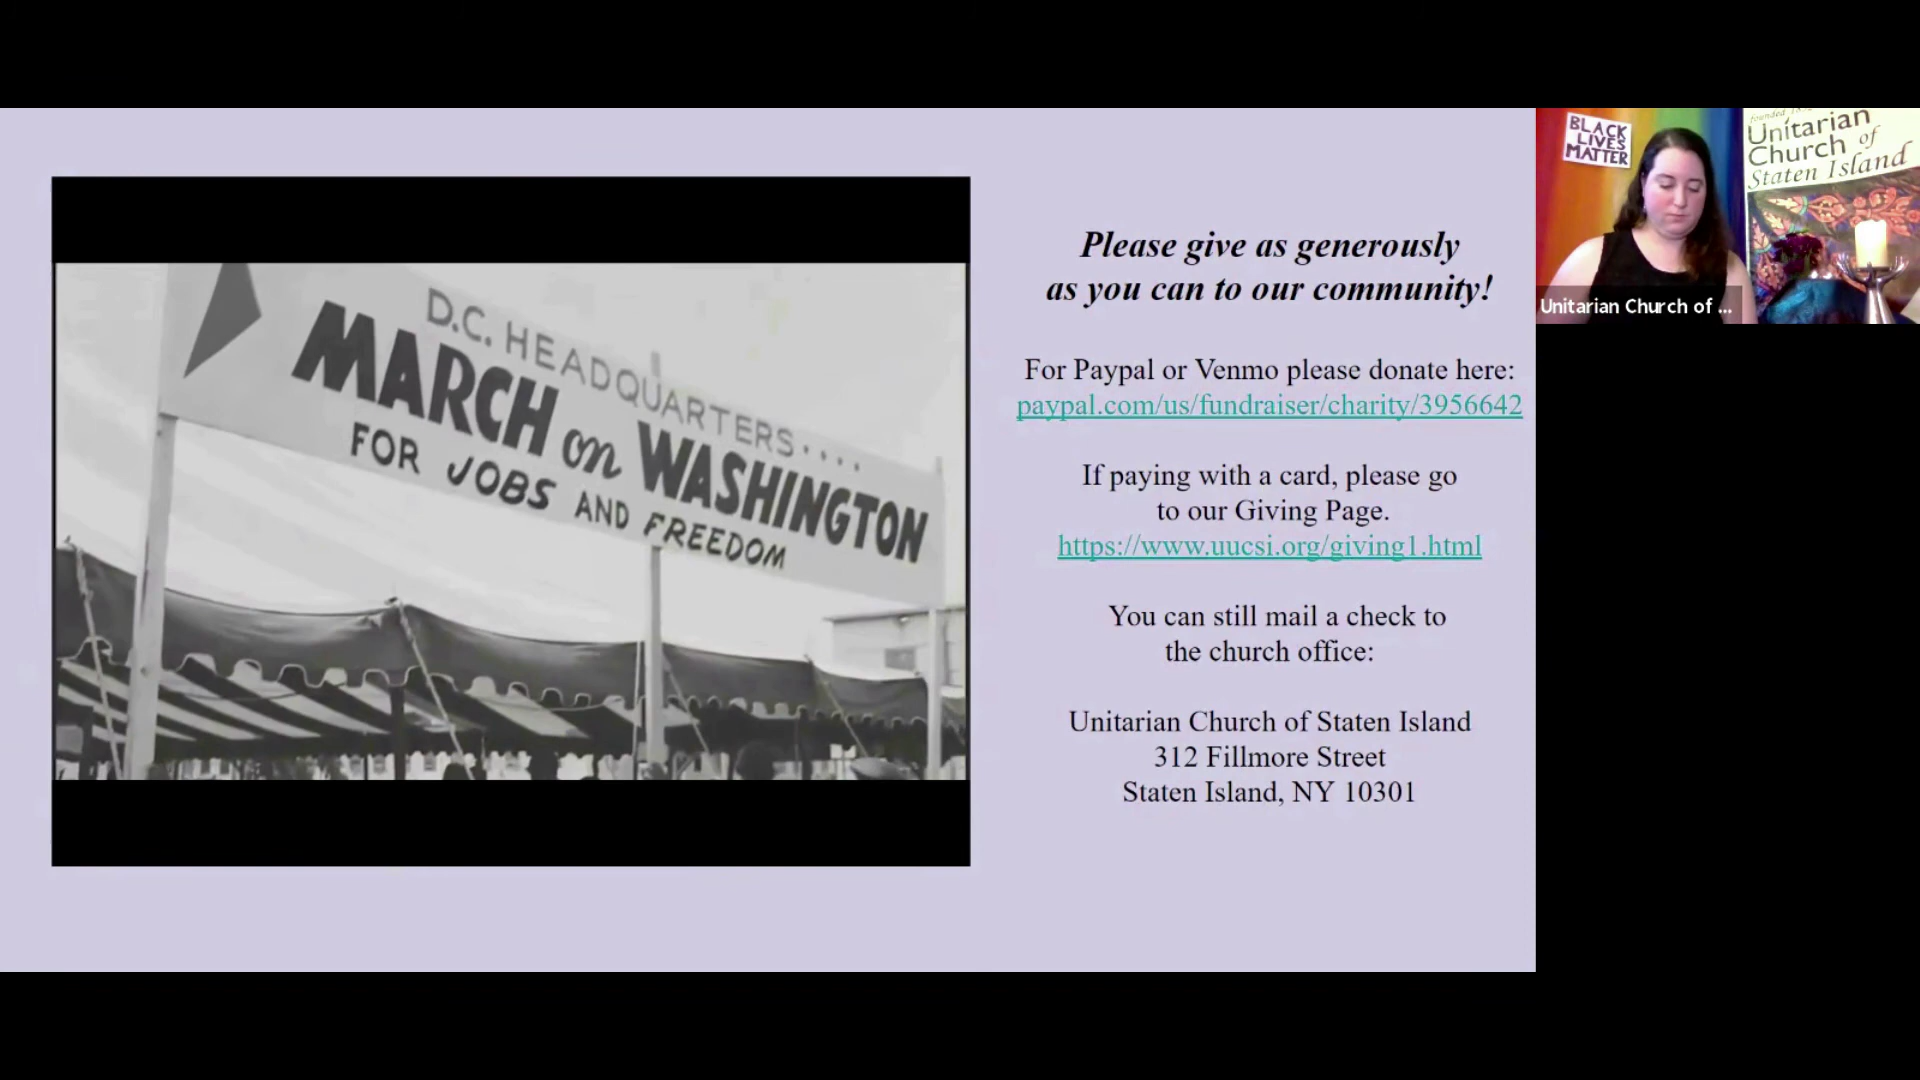 D.C. HEADQUARTERS....
MARCH on WASHINGTON
FOR JOBS AND FREEDOM
Please give as generously
as you can to our community!
For Paypal or Venmo please donate here:
paypal.com/us/fundraiser/charity/3956642
If paying with a card, please go
to our Giving Page.
https://www.uucsi.org/giving1.html
You can still mail a check to
the church office:
Unitarian Church of Staten Island
312 Fillmore Street
Staten Island, NY 10301
BLACK
LIVES
MATTER
Unitarian
Church of
Staten Island
Unitarian Church of ...